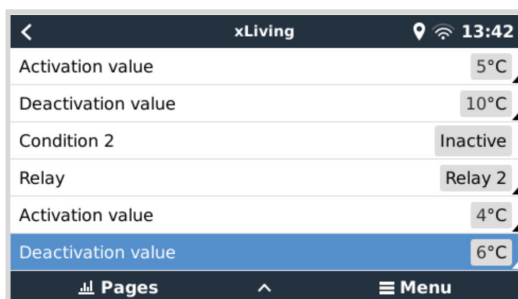 xLiving 13:42
Activation value 5°C
Deactivation value 10°C
Condition 2 Inactive
Relay Relay 2
Activation value 4°C
Deactivation value 6°C
Pages Menu